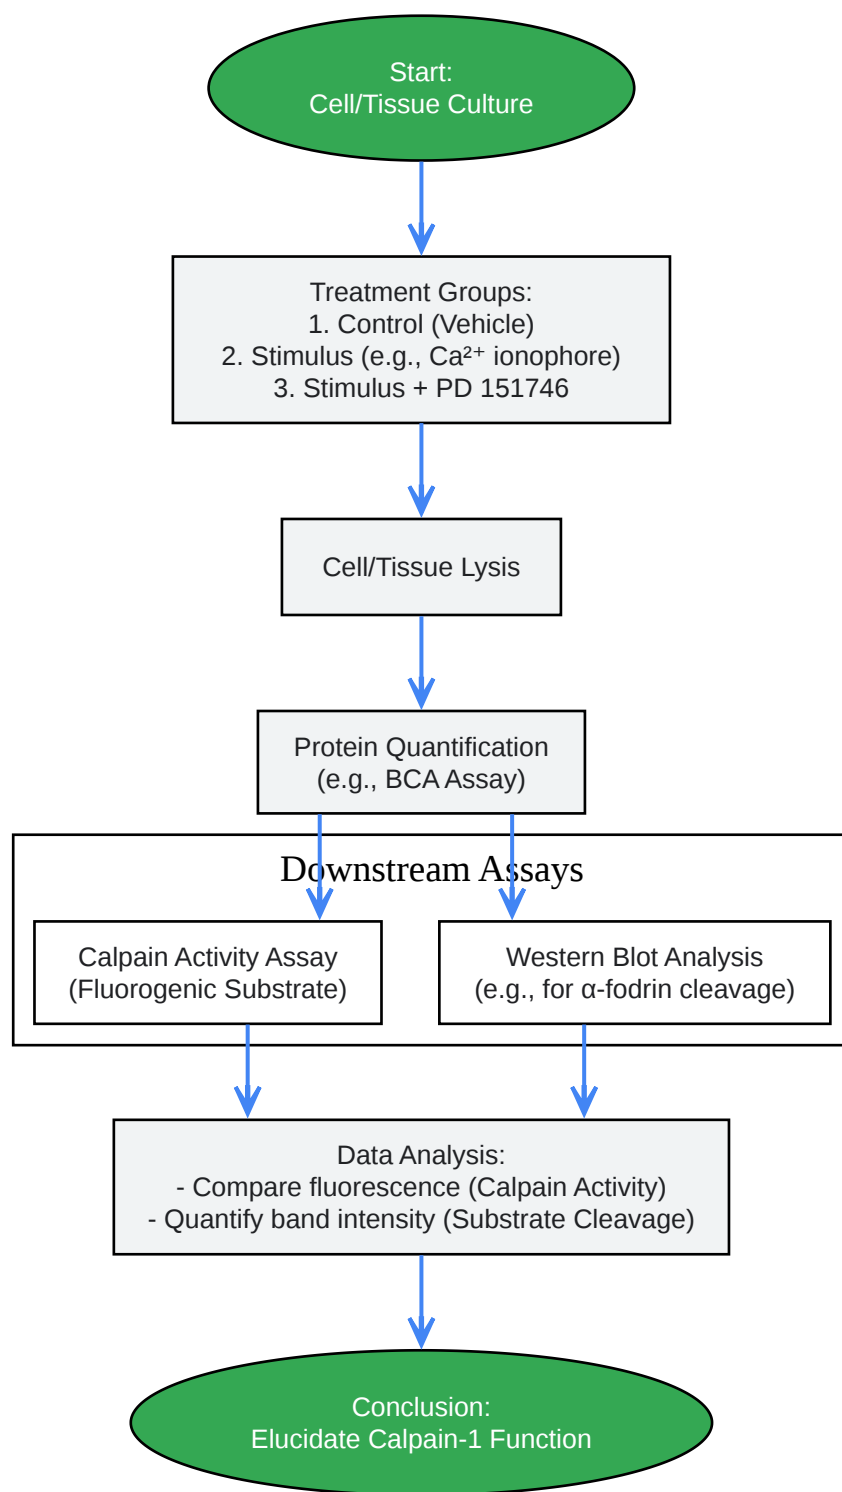 Start:
Cell/Tissue Culture
Treatment Groups:
1. Control (Vehicle)
2. Stimulus (e.g., Ca²⁺ ionophore)
3. Stimulus + PD 151746
Cell/Tissue Lysis
Protein Quantification
(e.g., BCA Assay)
Downstream Assays
Calpain Activity Assay
(Fluorogenic Substrate)
Western Blot Analysis
(e.g., for α-fodrin cleavage)
Data Analysis:
- Compare fluorescence (Calpain Activity)
- Quantify band intensity (Substrate Cleavage)
Conclusion:
Elucidate Calpain-1 Function